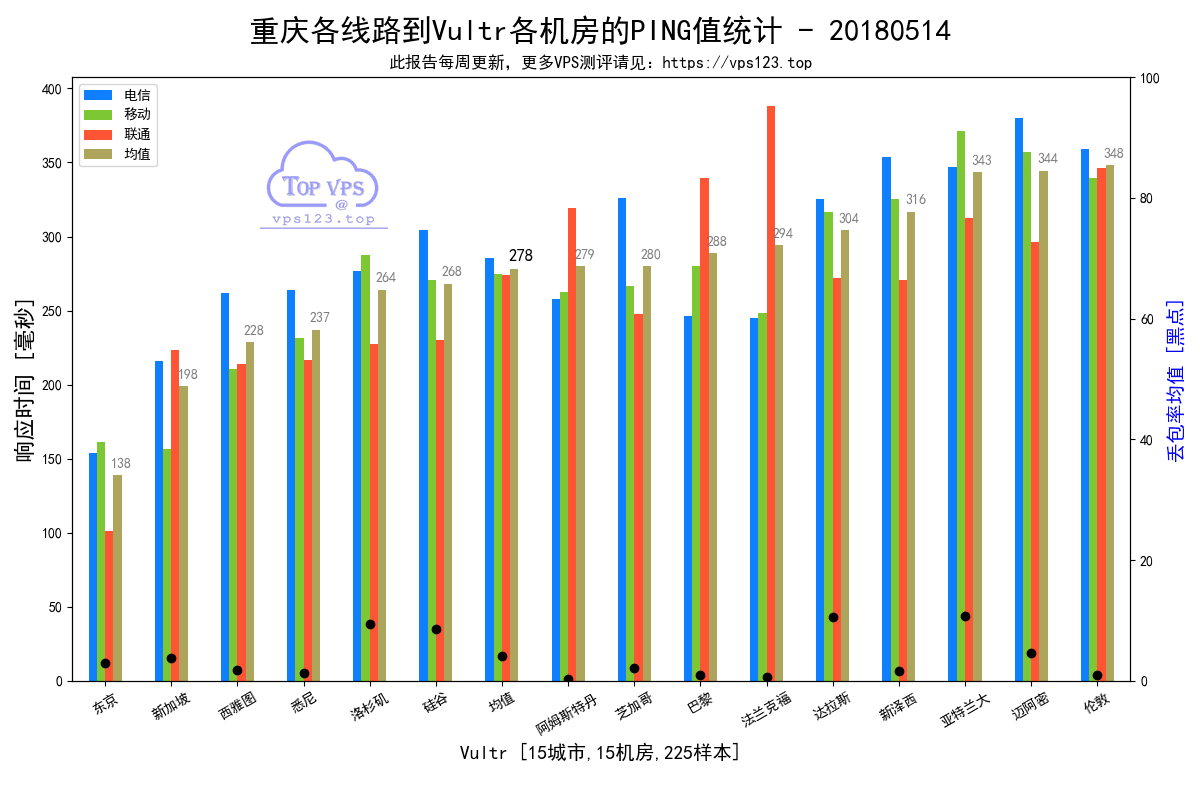 重庆各线路到Vultr各机房的PING值统计 - 20180514
此报告每周更新，更多VPS测评请见：https://vps123.top
电信
移动
联通
均值
TOP VPS
@
vps123.top
响应时间 [毫秒]
400
350
300
250
200
150
100
50
0
138
198
228
237
264
268
278
279
280
288
294
304
316
343
344
348
100
80
60
40
20
0
丢包率均值 [黑点]
东京
新加坡
西雅图
悉尼
洛杉矶
硅谷
均值
阿姆斯特丹
芝加哥
巴黎
法兰克福
达拉斯
新泽西
亚特兰大
迈阿密
伦敦
Vultr [15城市,15机房,225样本]